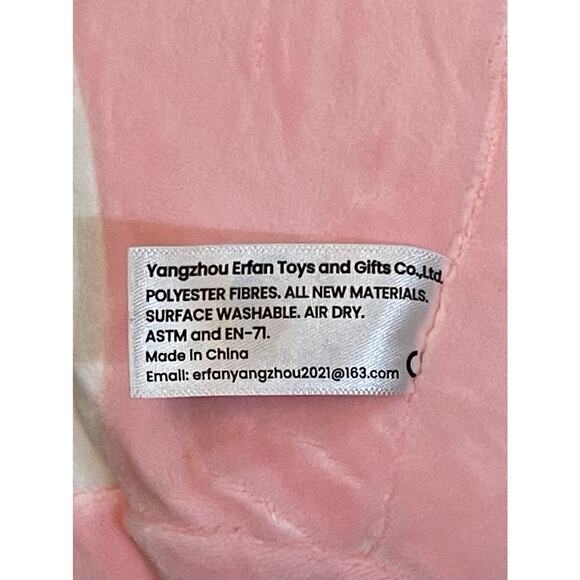 Yangzhou Erfan Toys and Gifts Co.,Ltd.
POLYESTER FIBRES. ALL NEW MATERIALS.
SURFACE WASHABLE. AIR DRY.
ASTM and EN-71.
Made in China
Email: erfanyangzhou2021@163.com